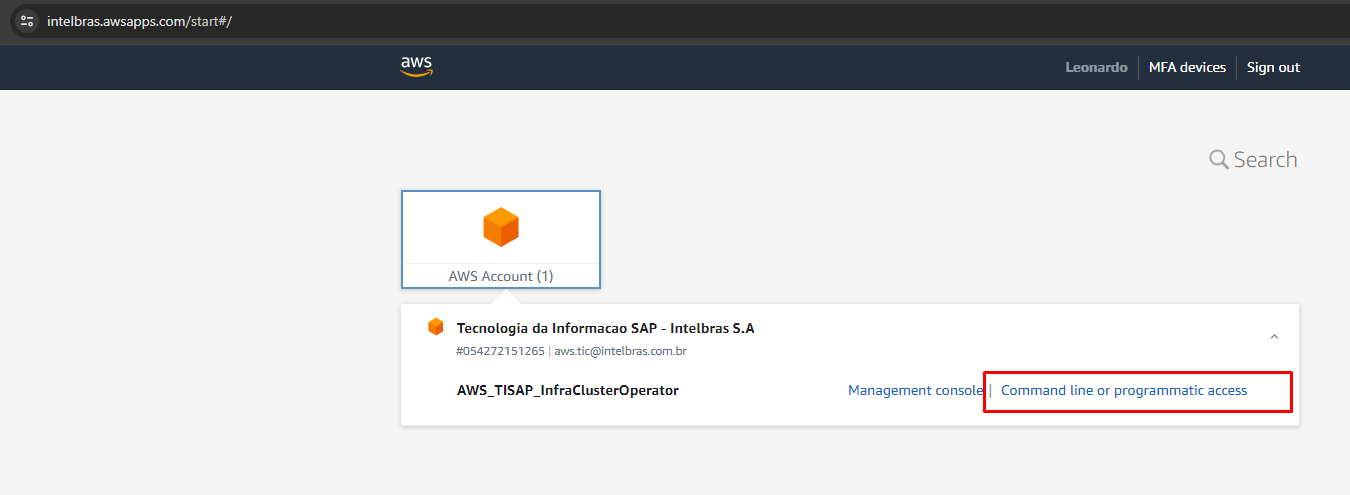 intelbras.awsapps.com/start#/
aws
Leonardo | MFA devices | Sign out
Search
AWS Account (1)
Tecnologia da Informacao SAP - Intelbras S.A
#054272151265 | aws.tic@intelbras.com.br
AWS_TISAP_InfraClusterOperator Management console | Command line or programmatic access